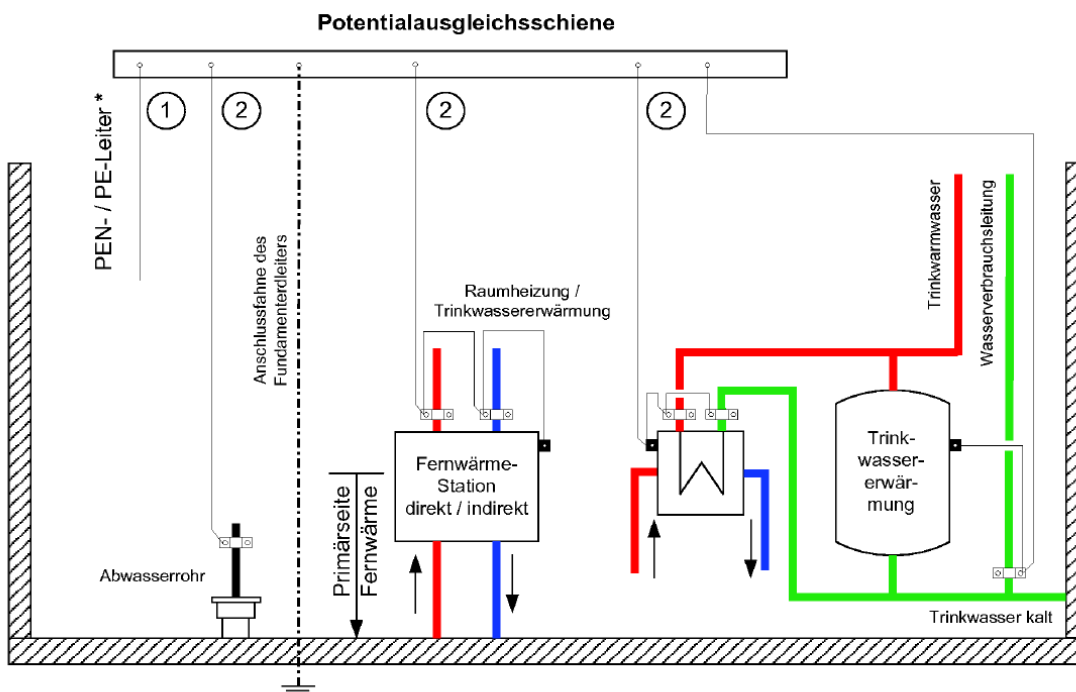 Potentialausgleichsschiene
1
2
2
2
PEN- / PE-Leiter *
Anschlussfahne des
Fundamenterdleiters
Raumheizung /
Trinkwassererwärmung
Trinkwarmwasser
Wasserverbrauchsleitung
Fernwärme-
Station
direkt / indirekt
Primärseite
Fernwärme
Trink-
wasser-
erwär-
mung
Abwasserrohr
Trinkwasser kalt